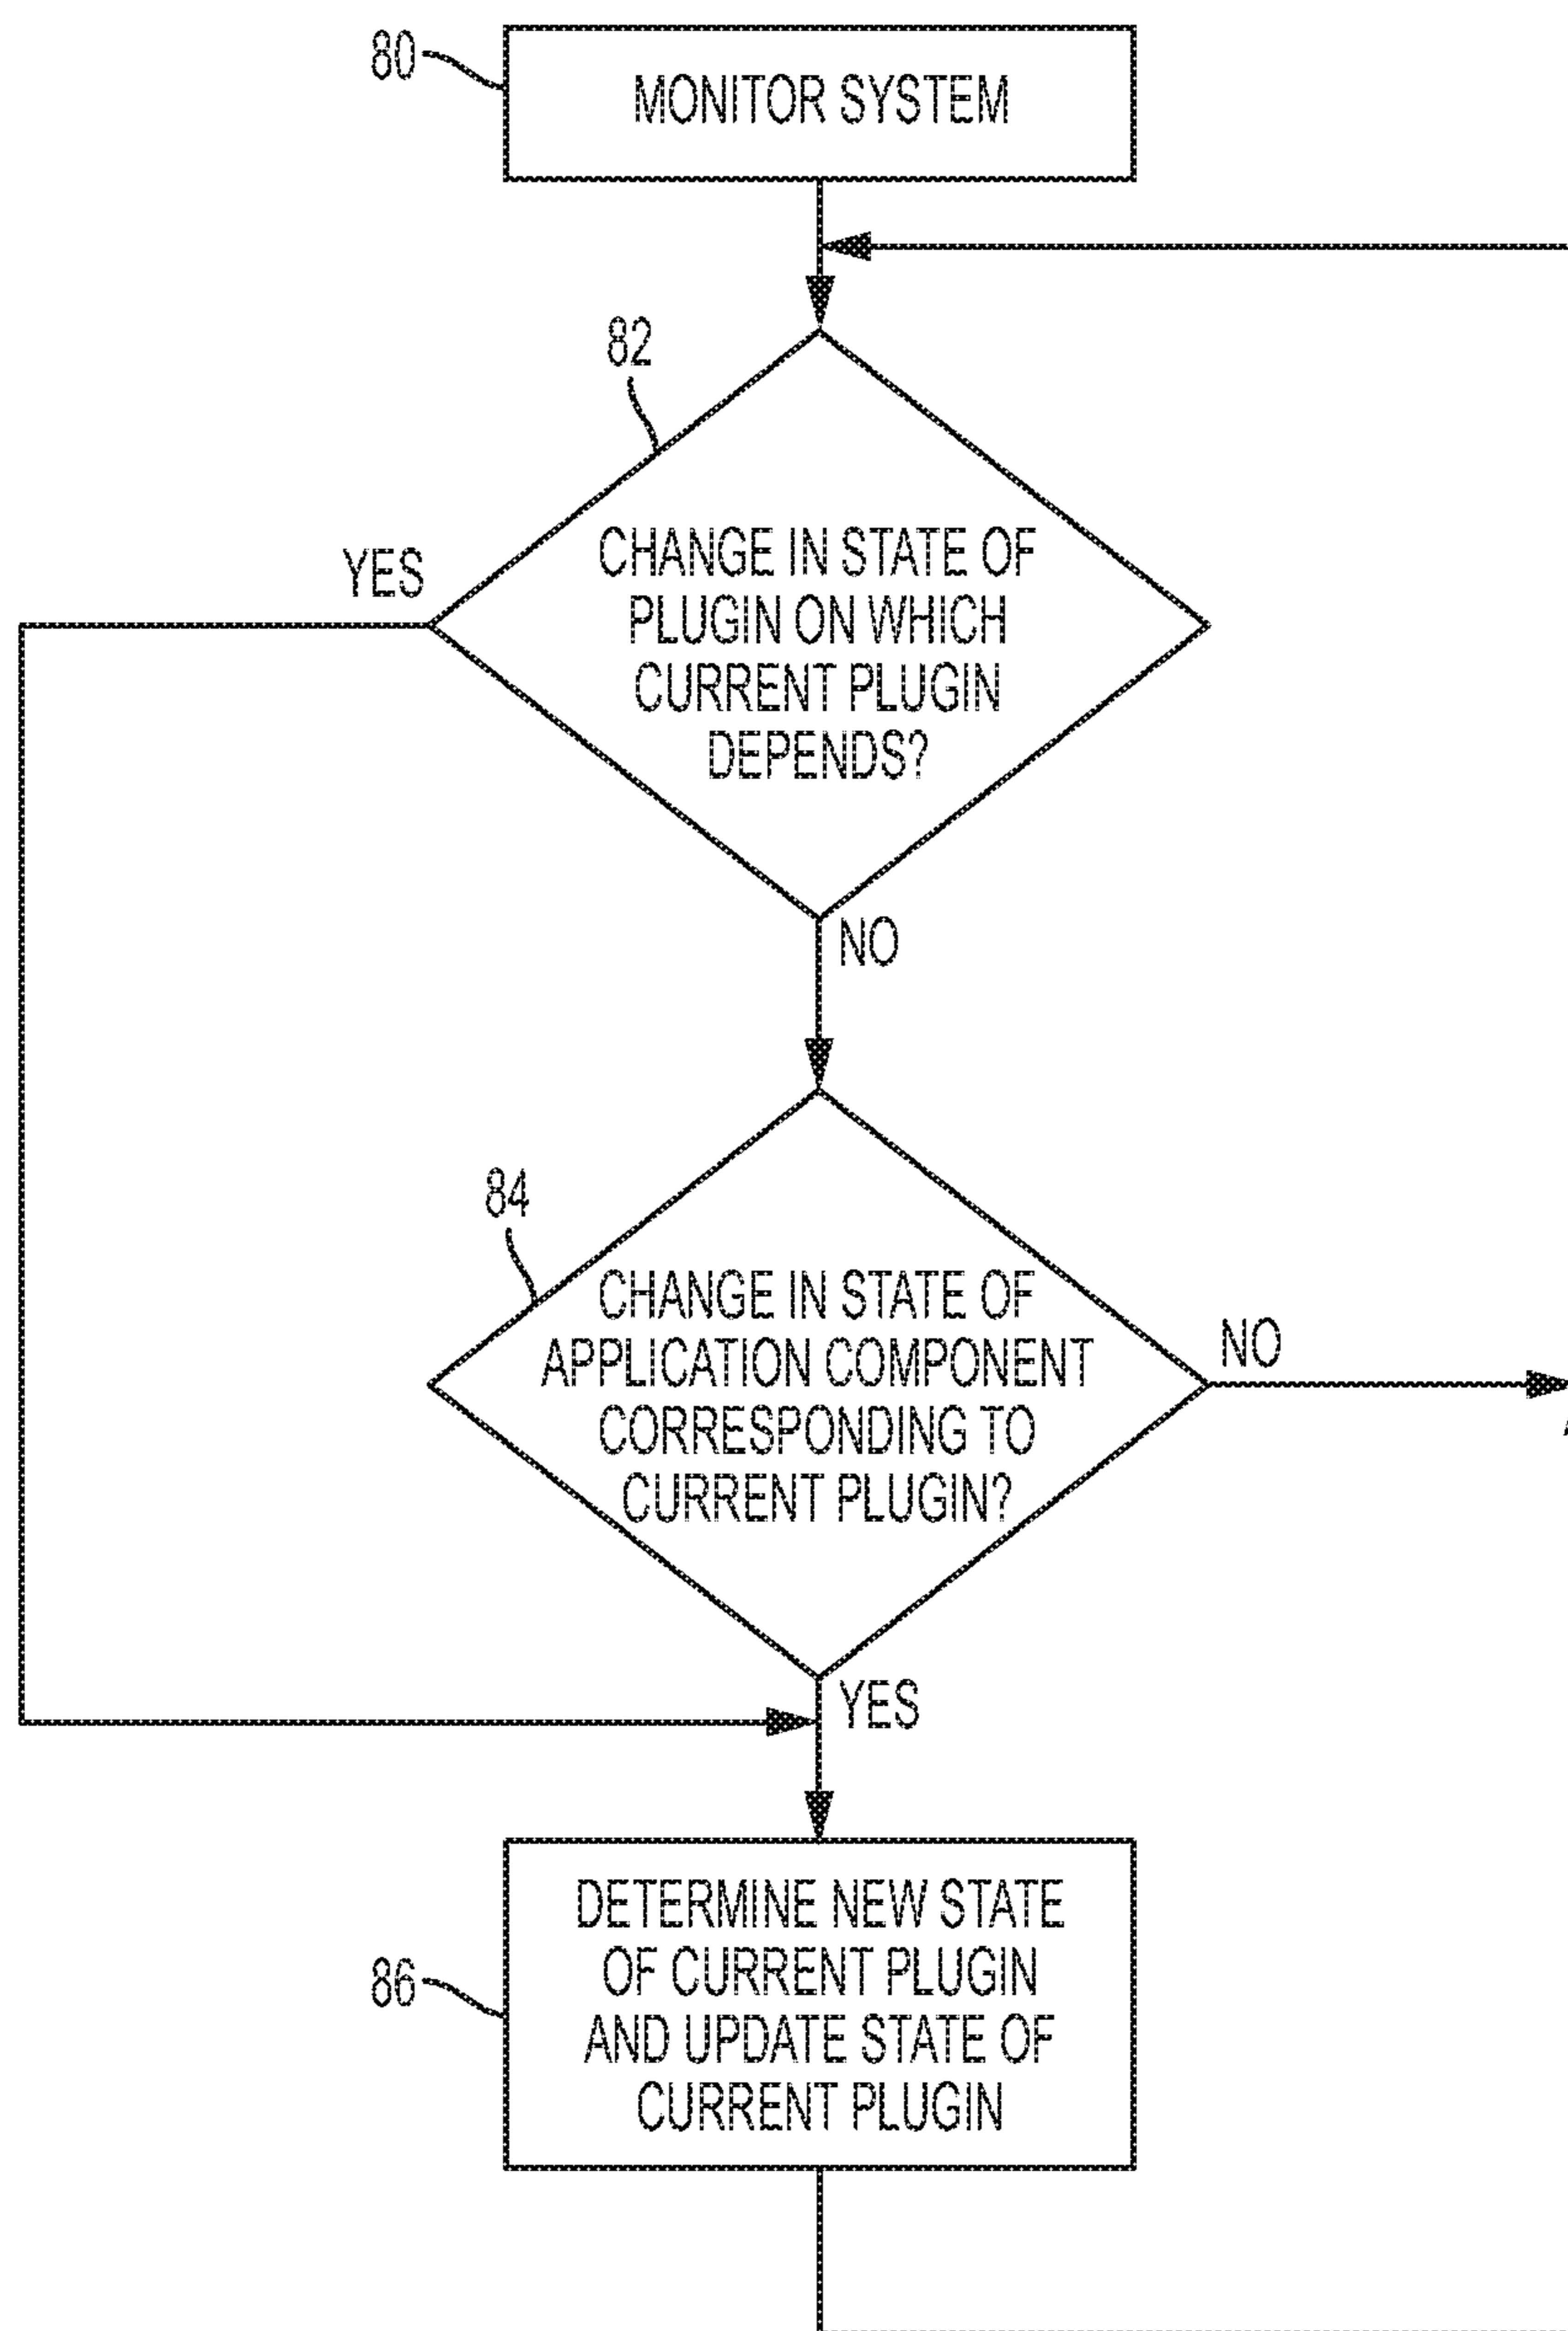 80
MONITOR SYSTEM
82
YES
CHANGE IN STATE OF
PLUGIN ON WHICH
CURRENT PLUGIN
DEPENDS?
NO
84
CHANGE IN STATE OF
APPLICATION COMPONENT
CORRESPONDING TO
CURRENT PLUGIN?
NO
YES
86
DETERMINE NEW STATE
OF CURRENT PLUGIN
AND UPDATE STATE OF
CURRENT PLUGIN